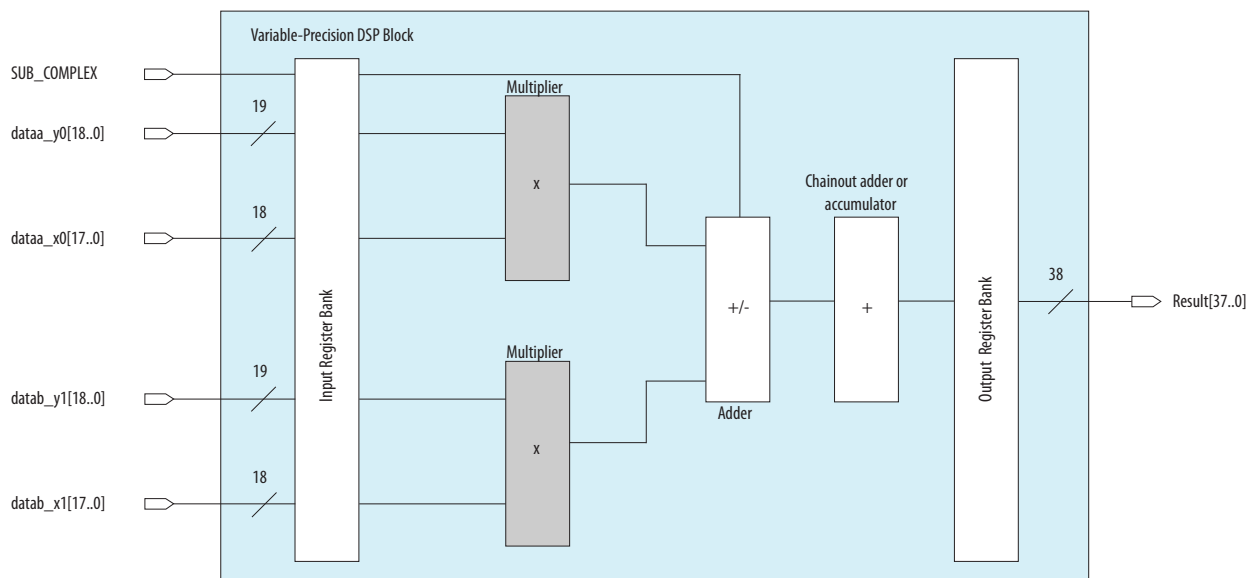 Variable-Precision DSP Block
SUB_COMPLEX
Multiplier
19
dataa_y0[18..0]
x
Chainout adder or
accumulator
18
dataa_x0[17..0]
Input Register Bank
+/-
+
Output Register Bank
38
Result[37..0]
Multiplier
19
datab_y1[18..0]
Adder
x
18
datab_x1[17..0]